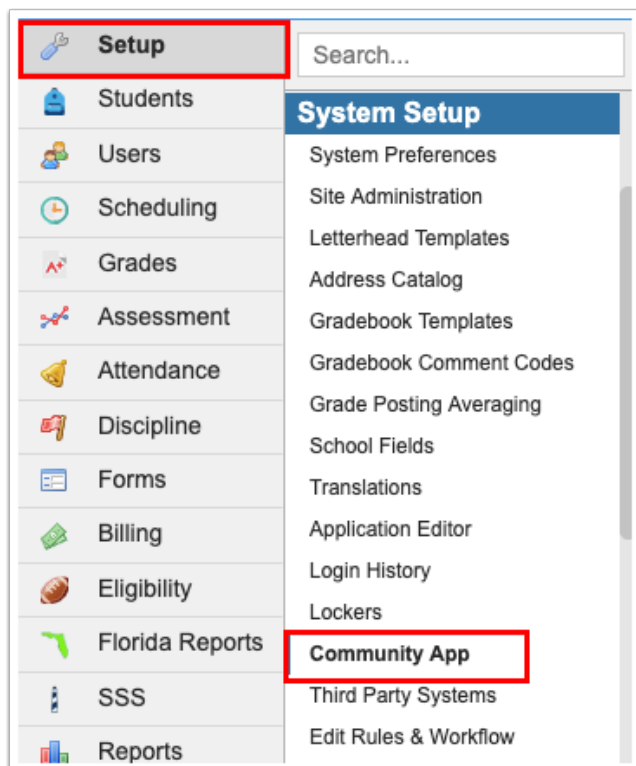 Setup
Students
Users
Scheduling
Grades
Assessment
Attendance
Discipline
Forms
Billing
Eligibility
Florida Reports
SSS
Reports
Search...
System Setup
System Preferences
Site Administration
Letterhead Templates
Address Catalog
Gradebook Templates
Gradebook Comment Codes
Grade Posting Averaging
School Fields
Translations
Application Editor
Login History
Lockers
Community App
Third Party Systems
Edit Rules & Workflow